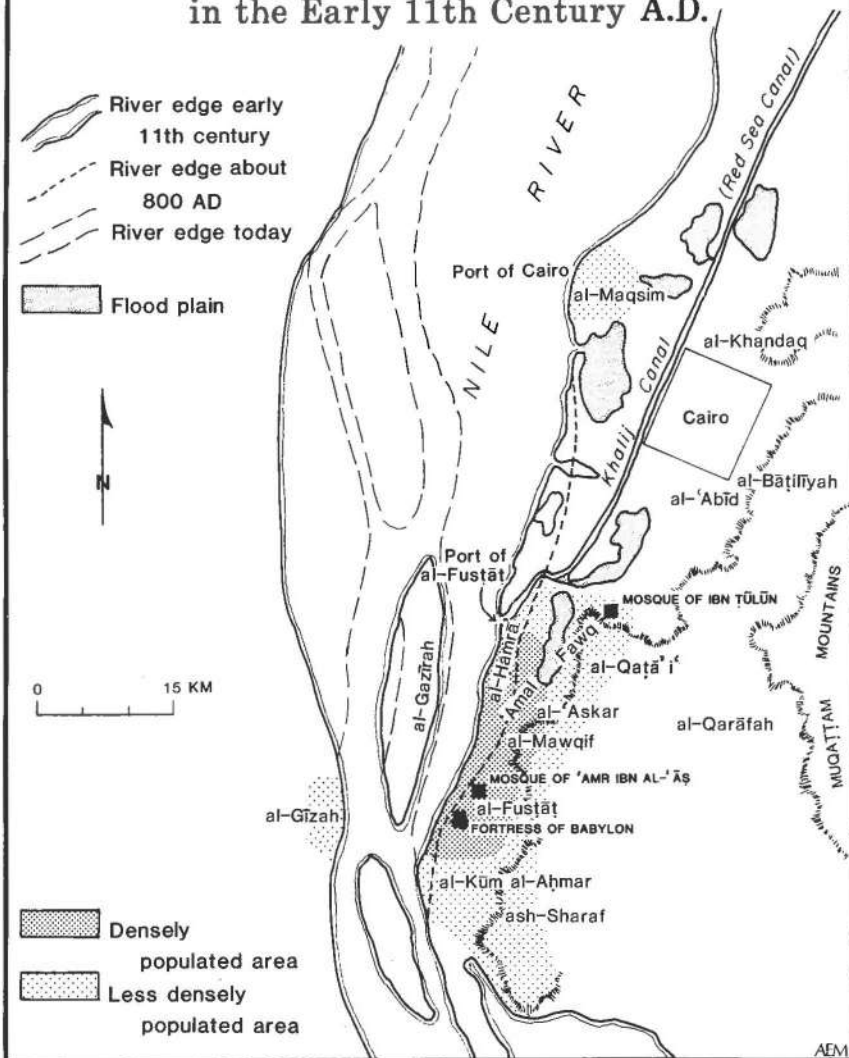 in the Early 11th Century A.D.
River edge early
11th century
River edge about
800 AD
River edge today
Flood plain
N
0 15 KM
Densely
populated area
Less densely
populated area
NILE RIVER
(Red Sea Canal)
Khalij Canal
Port of Cairo
al-Maqsim
al-Khandaq
Cairo
al-Bāṭilīyah
al-ʿAbīd
Port of
al-Fusṭāṭ
MOSQUE OF IBN ṬŪLŪN
al-Ḥamrāʾ
Amal Fawq
al-Qaṭāʾiʿ
al-Gazīrah
al-ʿAskar
al-Mawqif
al-Qarāfah
MUQAṬṬAM MOUNTAINS
MOSQUE OF ʿAMR IBN AL-ʿĀṢ
al-Fusṭāṭ
FORTRESS OF BABYLON
al-Gīzah
al-Kūm al-Aḥmar
ash-Sharaf
AEM